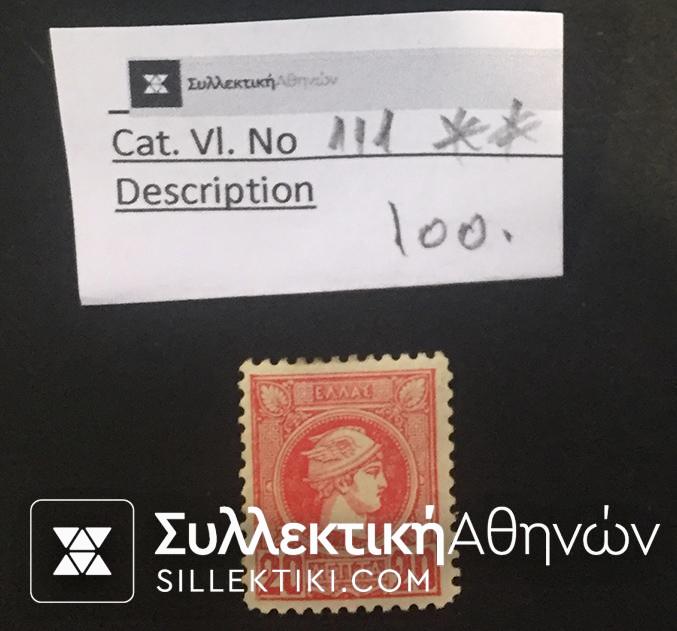 ΣυλλεκτικήΑθηνών
Cat. Vl. No 111 **
Description
100.
ΕΛΛΑΣ
ΣυλλεκτικήΑθηνών
SILLEKTIKI.COM